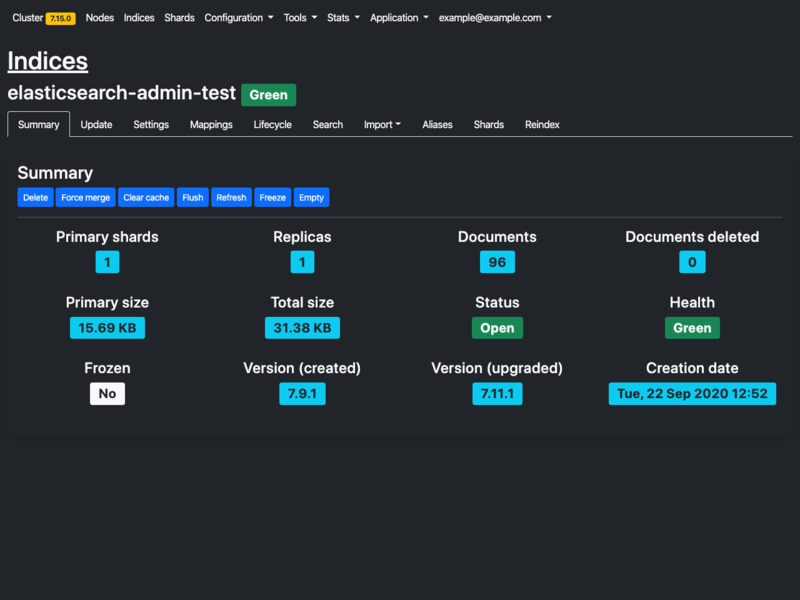 Cluster 7.15.0 Nodes Indices Shards Configuration Tools Stats Application example@example.com
Indices
elasticsearch-admin-test Green
Summary Update Settings Mappings Lifecycle Search Import Aliases Shards Reindex
Summary
Delete Force merge Clear cache Flush Refresh Freeze Empty
Primary shards Replicas Documents Documents deleted
1 1 96 0
Primary size Total size Status Health
15.69 KB 31.38 KB Open Green
Frozen Version (created) Version (upgraded) Creation date
No 7.9.1 7.11.1 Tue, 22 Sep 2020 12:52